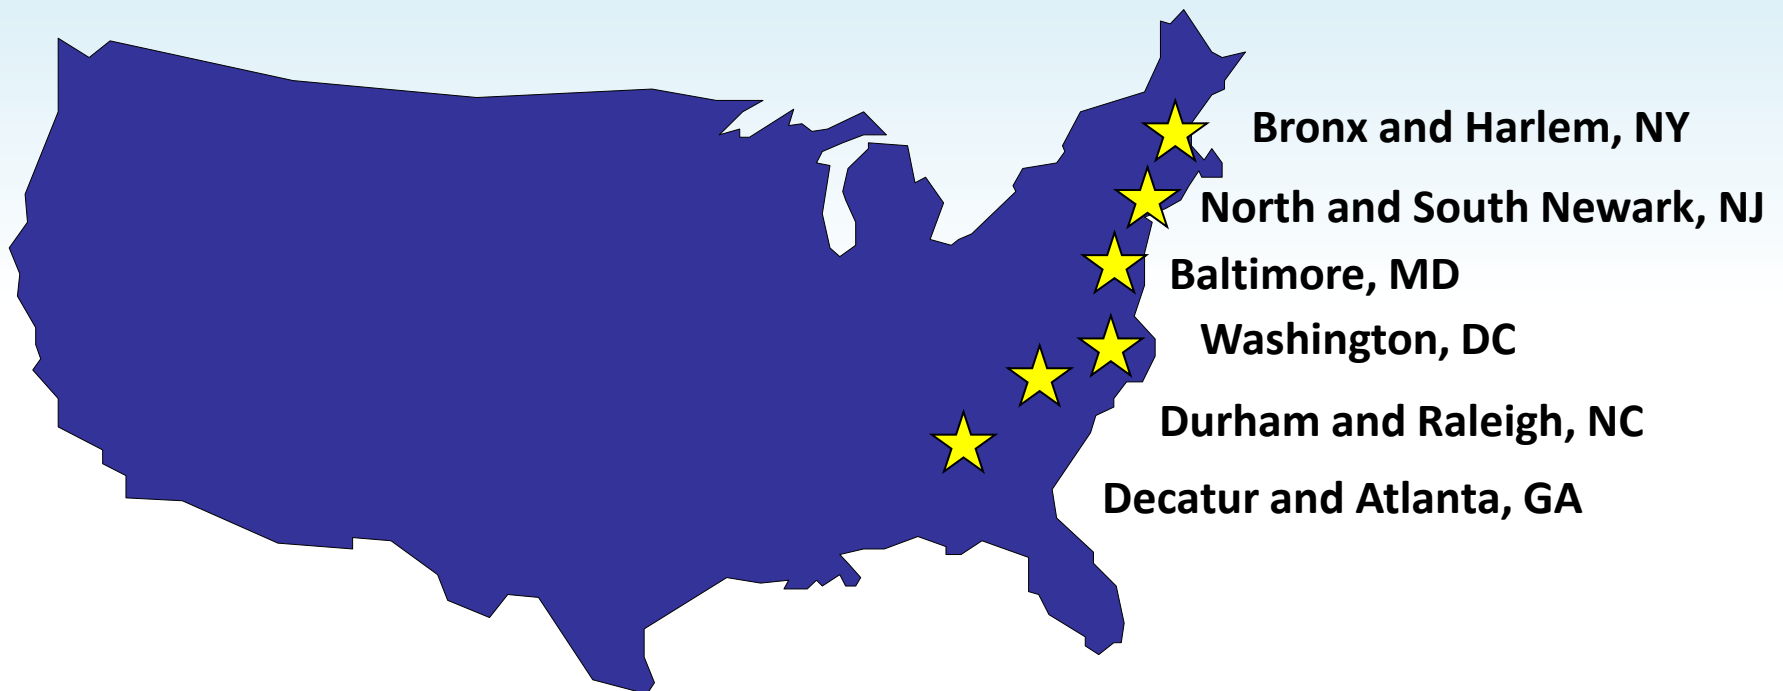 Bronx and Harlem, NY
North and South Newark, NJ
Baltimore, MD
Washington, DC
Durham and Raleigh, NC
Decatur and Atlanta, GA